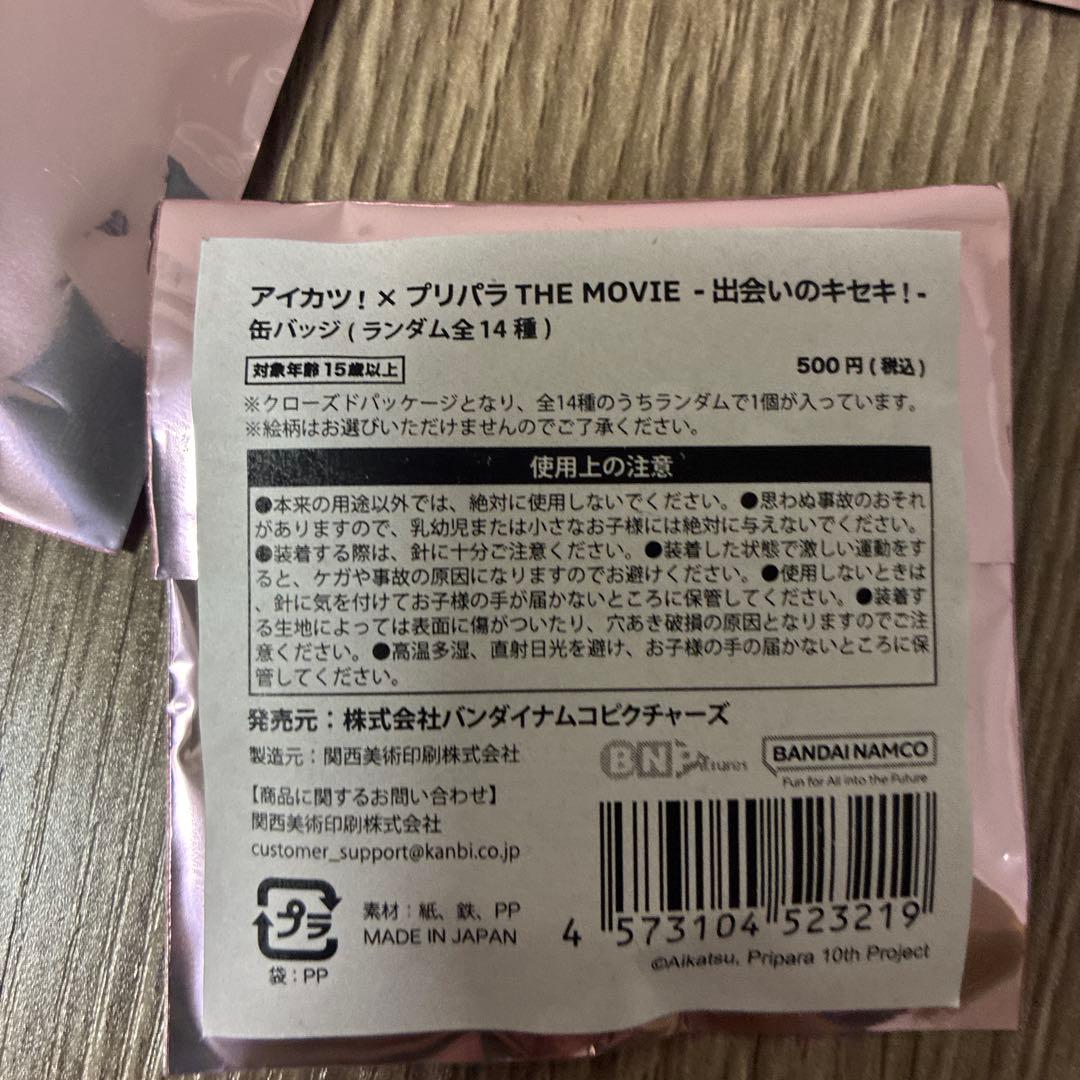 アイカツ! × プリパラ THE MOVIE - 出会いのキセキ! -
缶バッジ ( ランダム全 14 種 )
対象年齢 15歳以上
500 円 ( 税込 )
※クローズドパッケージとなり、全14種のうちランダムで1個が入っています。
※絵柄はお選びいただけませんのでご了承ください。
使用上の注意
●本来の用途以外では、絶対に使用しないでください。●思わぬ事故のおそれ
がありますので、乳幼児または小さなお子様には絶対に与えないでください。
●装着する際は、針に十分ご注意ください。●装着した状態で激しい運動をす
ると、ケガや事故の原因になりますのでお避けください。●使用しないときは
、針に気を付けてお子様の手が届かないところに保管してください。●装着す
る生地によっては表面に傷がついたり、穴あき破損の原因となりますのでご注
意ください。●高温多湿、直射日光を避け、お子様の手の届かないところに保
管してください。
発売元：株式会社バンダイナムコピクチャーズ
製造元：関西美術印刷株式会社
BNPictures
BANDAI NAMCO
Fun for All into the Future
【商品に関するお問い合わせ】
関西美術印刷株式会社
customer_support@kanbi.co.jp
プラ
袋：PP
素材：紙、鉄、PP
MADE IN JAPAN
4 573104 523219
©Aikatsu, Pripara 10th Project